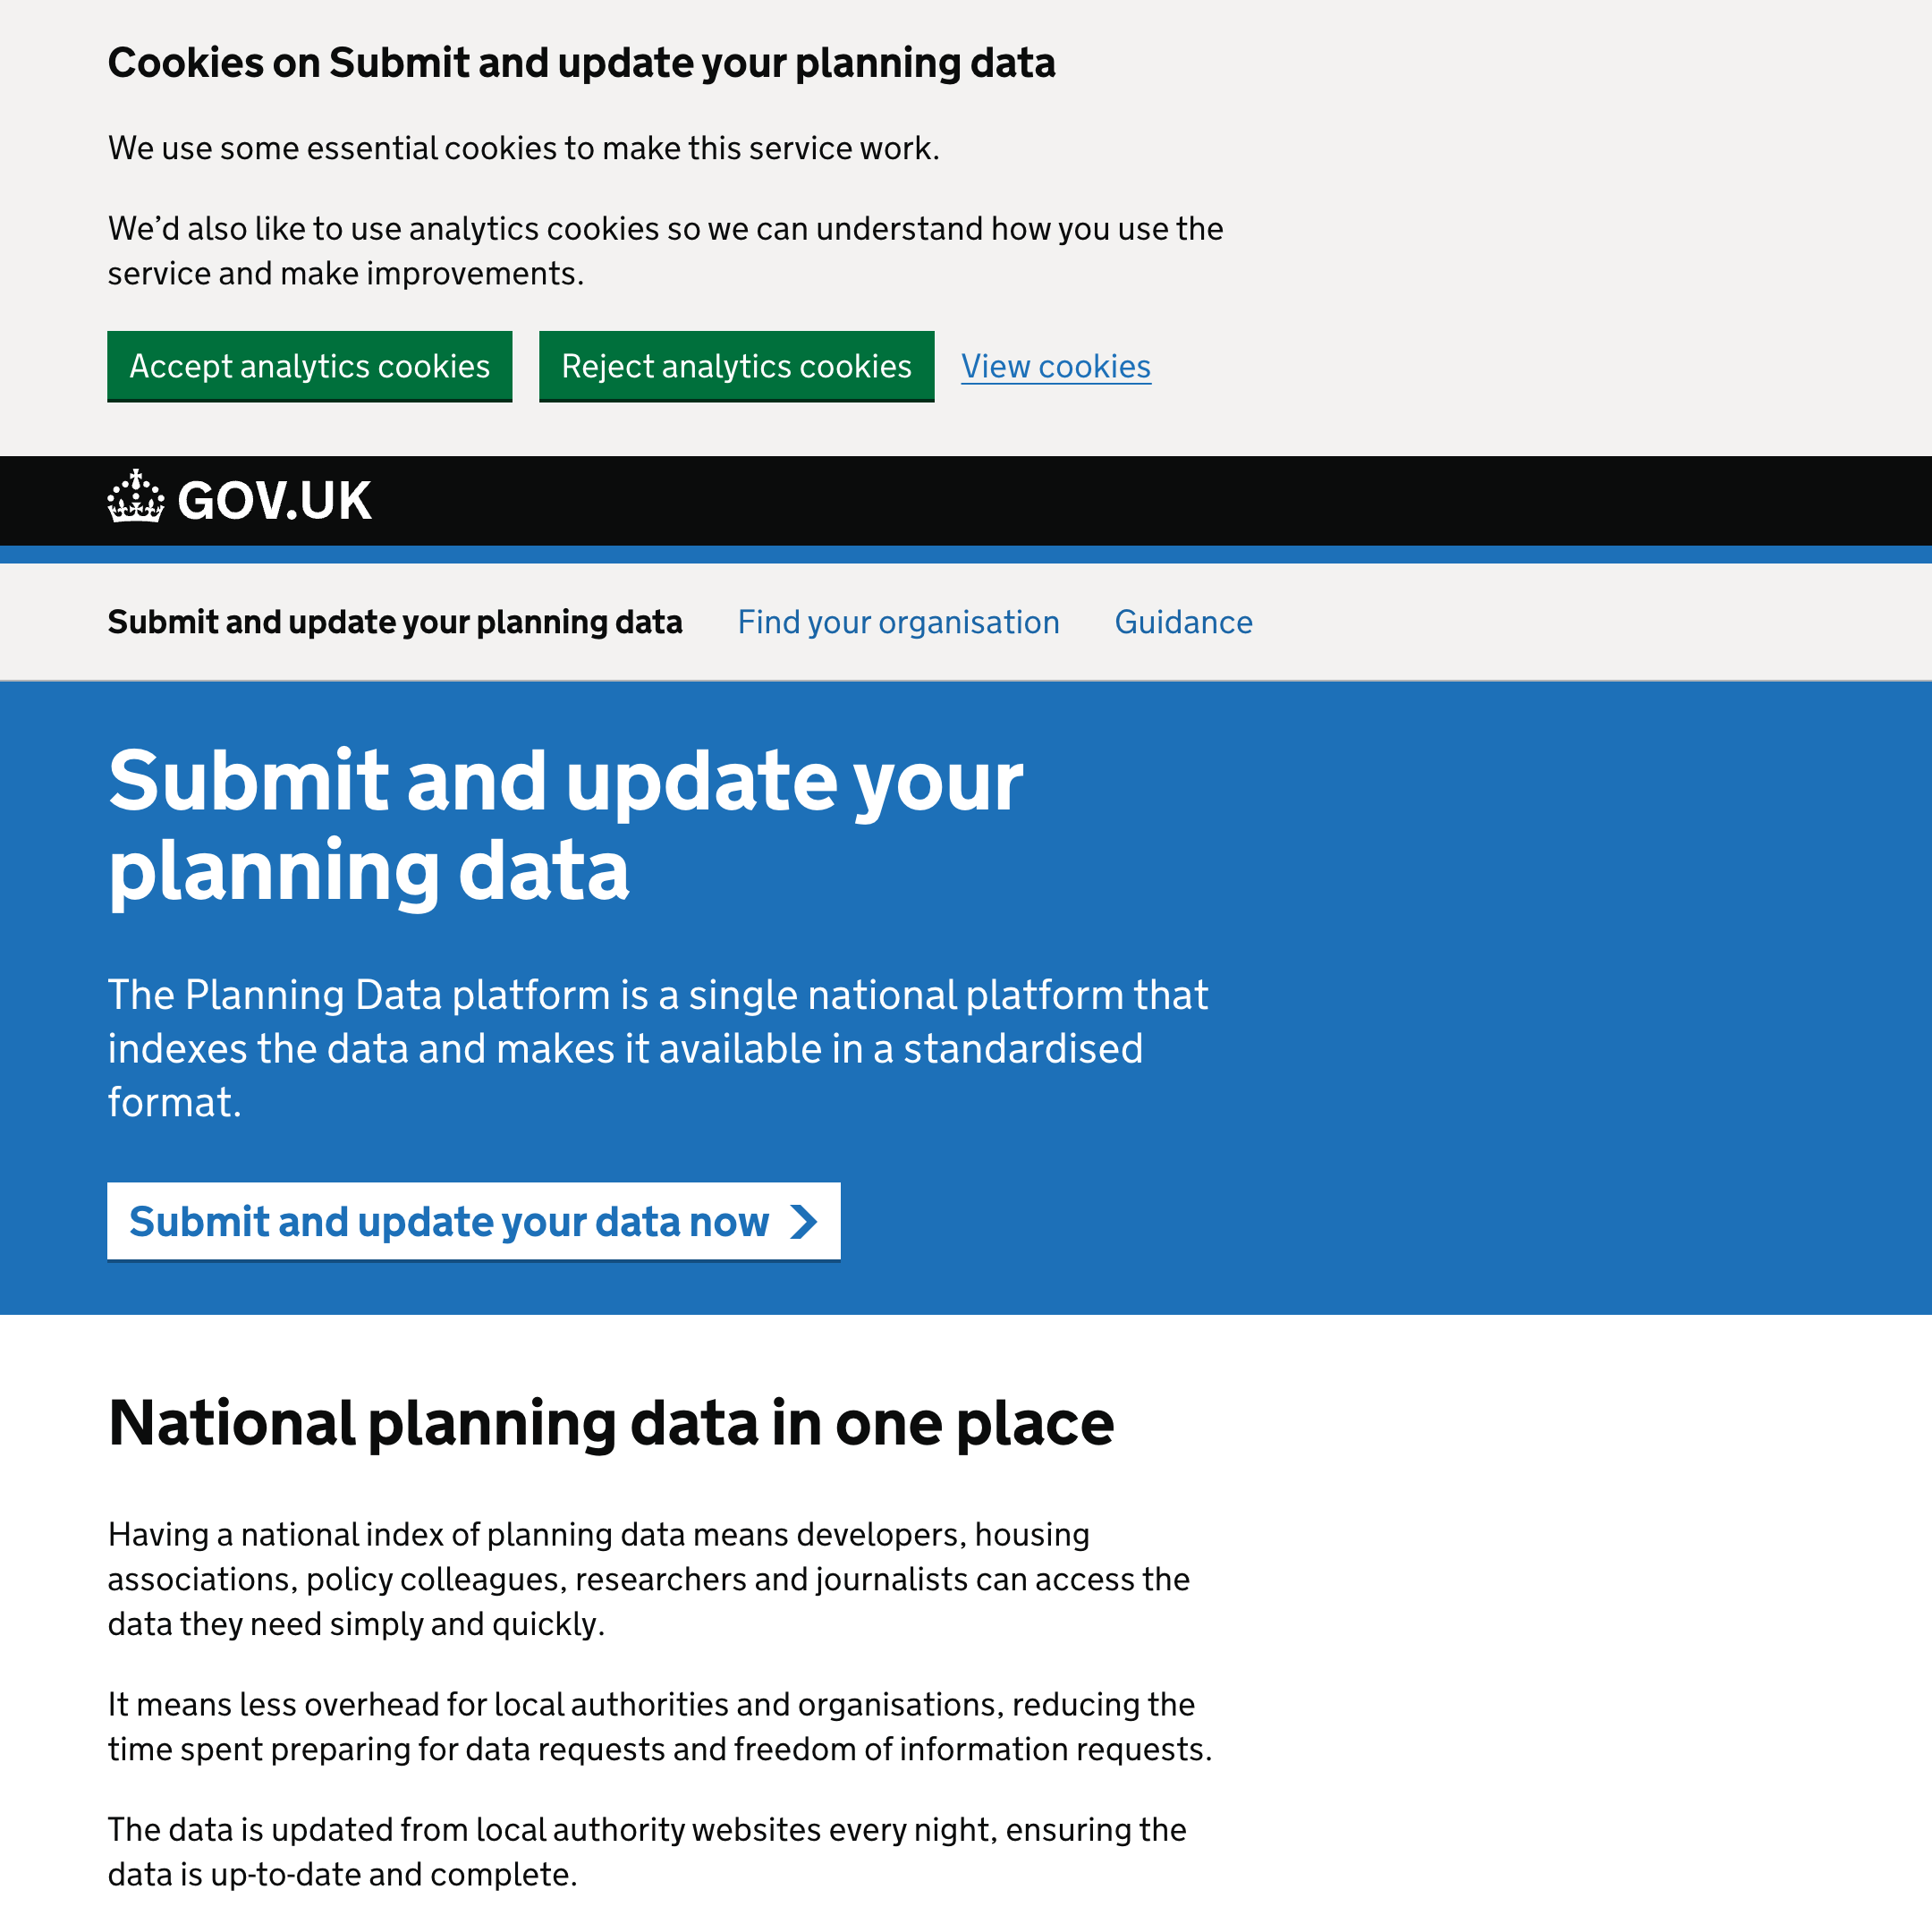 Cookies on Submit and update your planning data
We use some essential cookies to make this service work.
We’d also like to use analytics cookies so we can understand how you use the
service and make improvements.
Accept analytics cookies Reject analytics cookies View cookies
GOV.UK
Submit and update your planning data Find your organisation Guidance
Submit and update your
planning data
The Planning Data platform is a single national platform that
indexes the data and makes it available in a standardised
format.
Submit and update your data now
National planning data in one place
Having a national index of planning data means developers, housing
associations, policy colleagues, researchers and journalists can access the
data they need simply and quickly.
It means less overhead for local authorities and organisations, reducing the
time spent preparing for data requests and freedom of information requests.
The data is updated from local authority websites every night, ensuring the
data is up-to-date and complete.